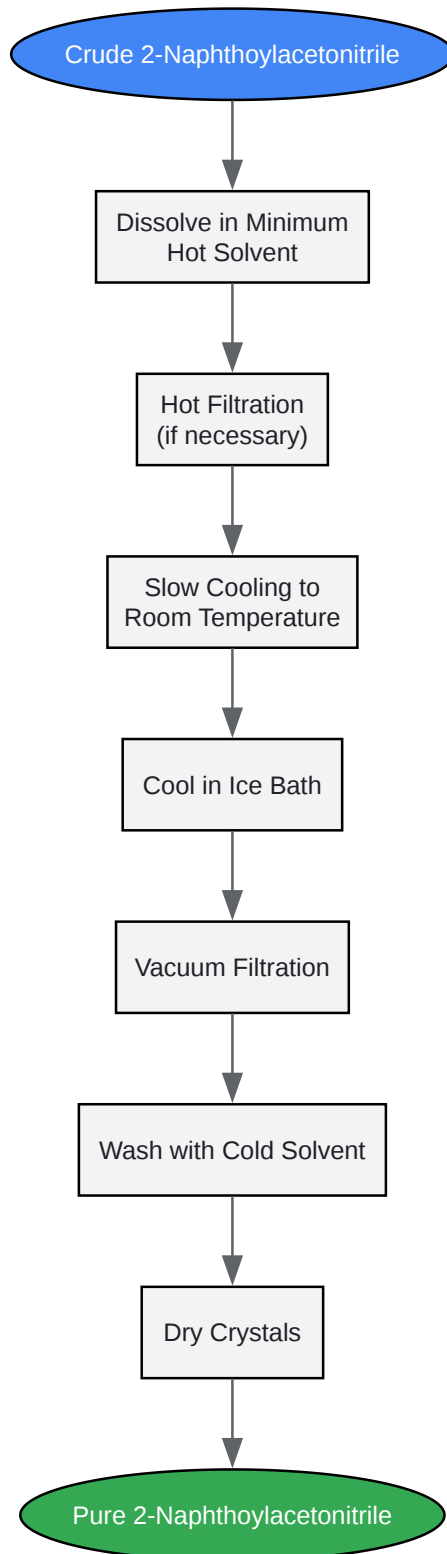 Crude 2-Naphthoylacetonitrile
Dissolve in Minimum
Hot Solvent
Hot Filtration
(if necessary)
Slow Cooling to
Room Temperature
Cool in Ice Bath
Vacuum Filtration
Wash with Cold Solvent
Dry Crystals
Pure 2-Naphthoylacetonitrile